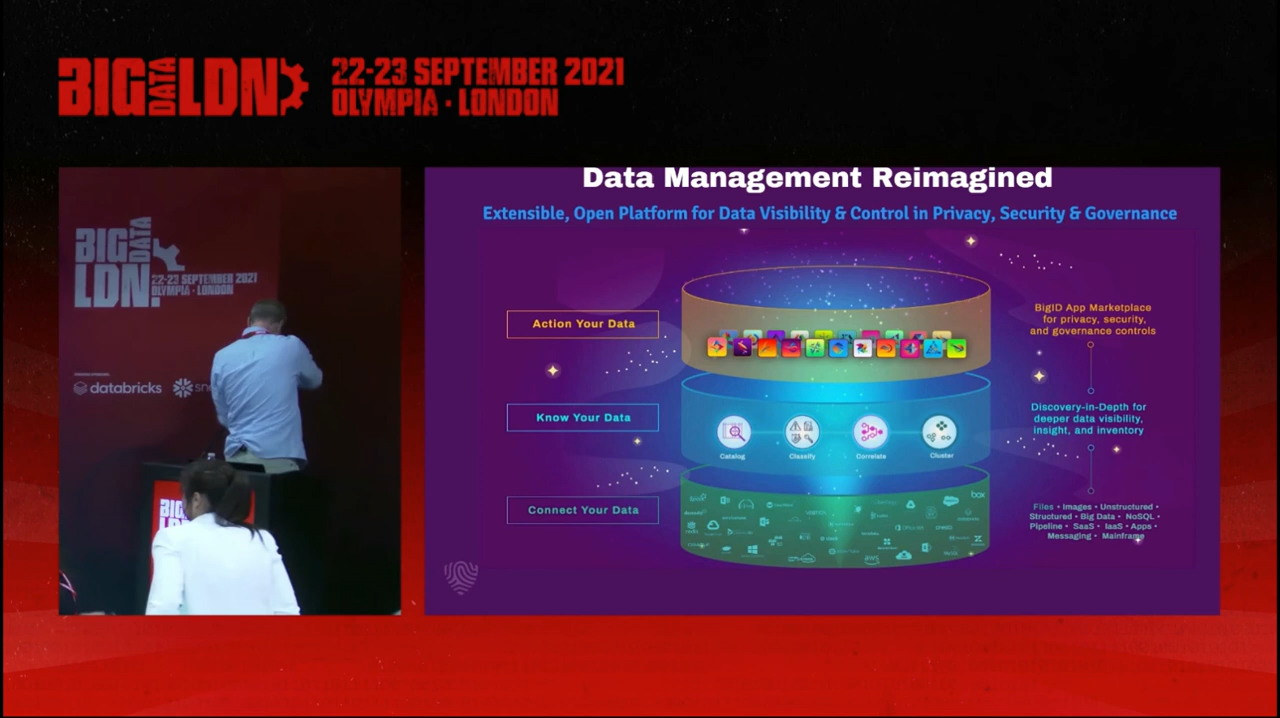 BIG DATA LDN
22-23 SEPTEMBER 2021
OLYMPIA · LONDON
BIG DATA
LDN.
22-23 SEPTEMBER 2021
OLYMPIA · LONDON
databricks
BIG
LDN
Data Management Reimagined
Extensible, Open Platform for Data Visibility & Control in Privacy, Security & Governance
Action Your Data
BigID App Marketplace
for privacy, security,
and governance controls
Know Your Data
Catalog
Classify
Correlate
Cluster
Discovery-in-Depth for
deeper data visibility,
insight, and inventory
Connect Your Data
box
aws
Files • Images • Unstructured •
Structured • Big Data • NoSQL •
Pipeline • SaaS • IaaS • Apps •
Messaging • Mainframe